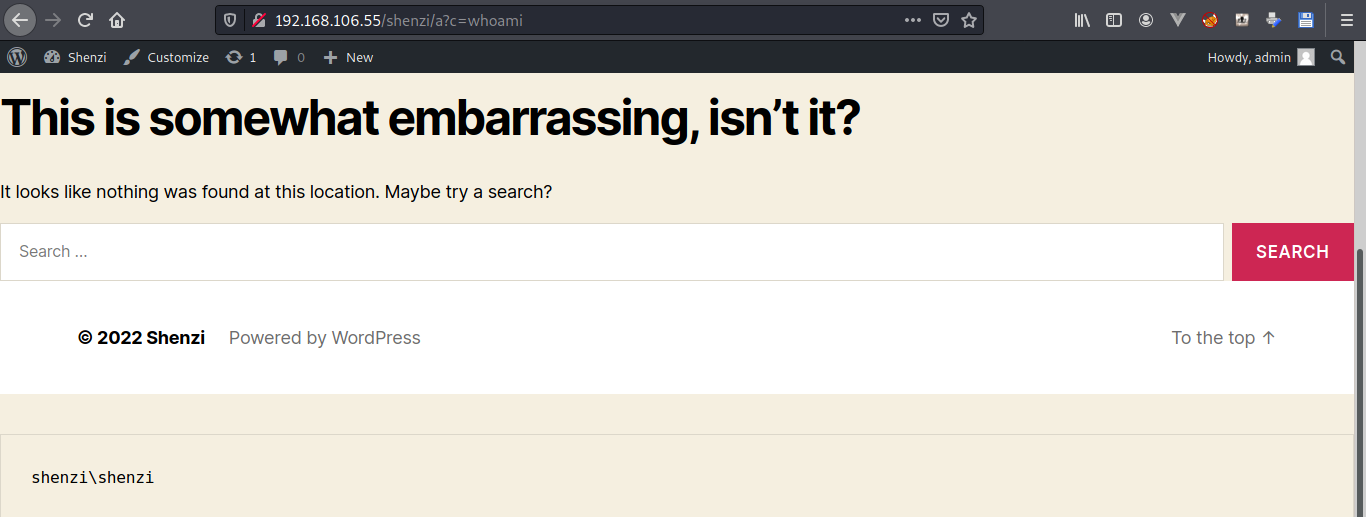 192.168.106.55/shenzi/a?c=whoami
Shenzi Customize 1 0 New Howdy, admin
This is somewhat embarrassing, isn’t it?
It looks like nothing was found at this location. Maybe try a search?
Search … SEARCH
© 2022 Shenzi Powered by WordPress To the top ↑
shenzi\shenzi